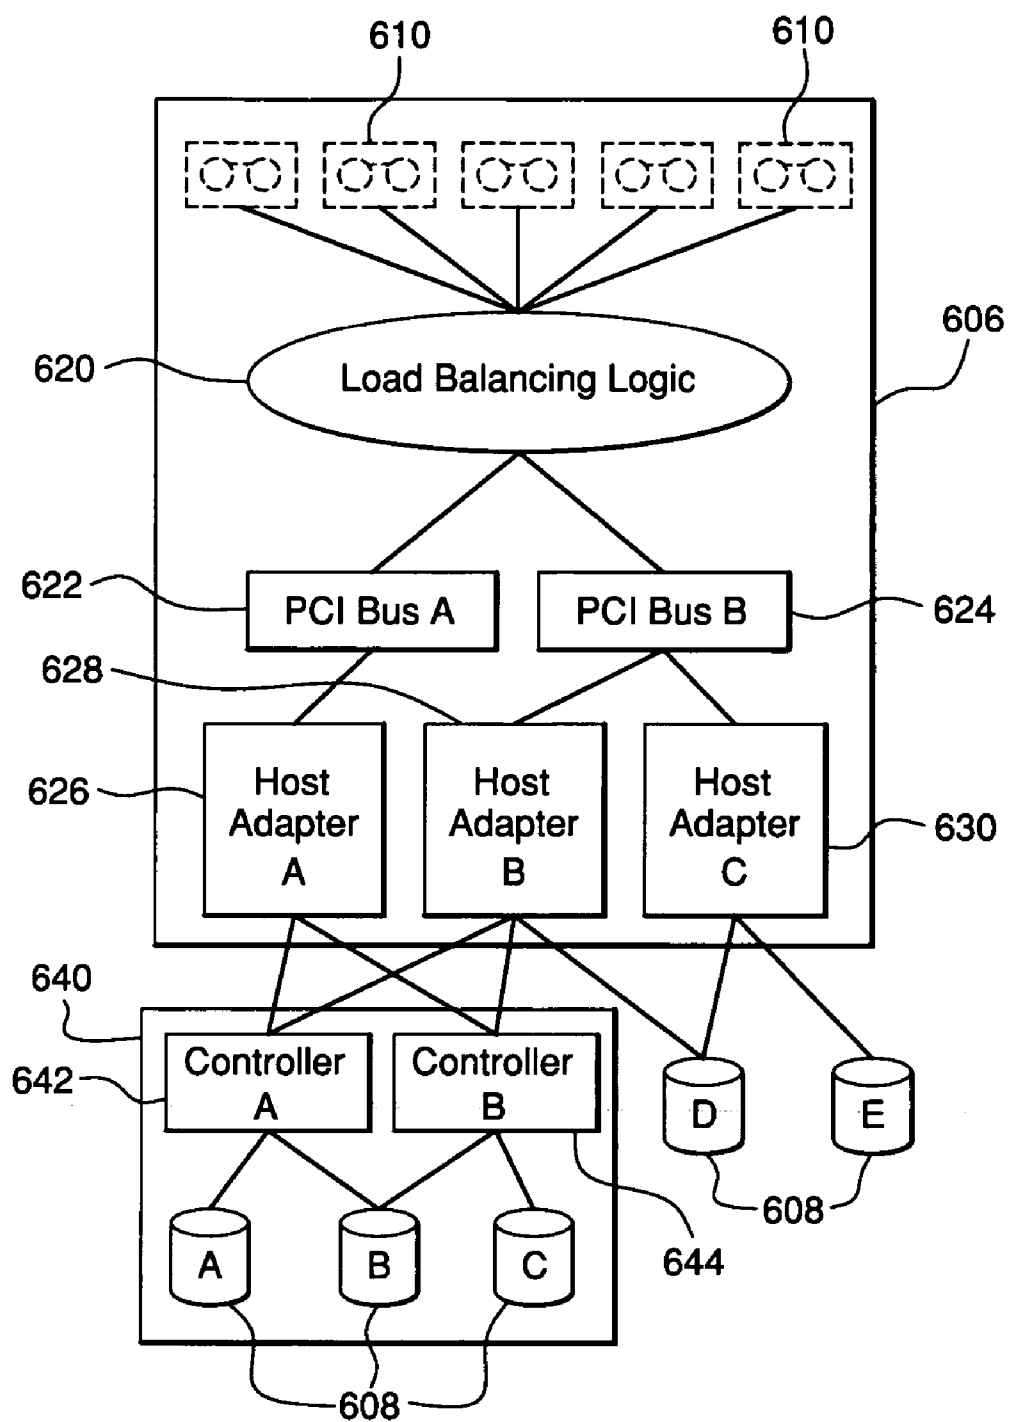 610
610
606
620
Load Balancing Logic
622
PCI Bus A
PCI Bus B
624
628
626
Host
Adapter
A
Host
Adapter
B
Host
Adapter
C
630
640
642
Controller
A
Controller
B
D
E
608
644
A
B
C
608